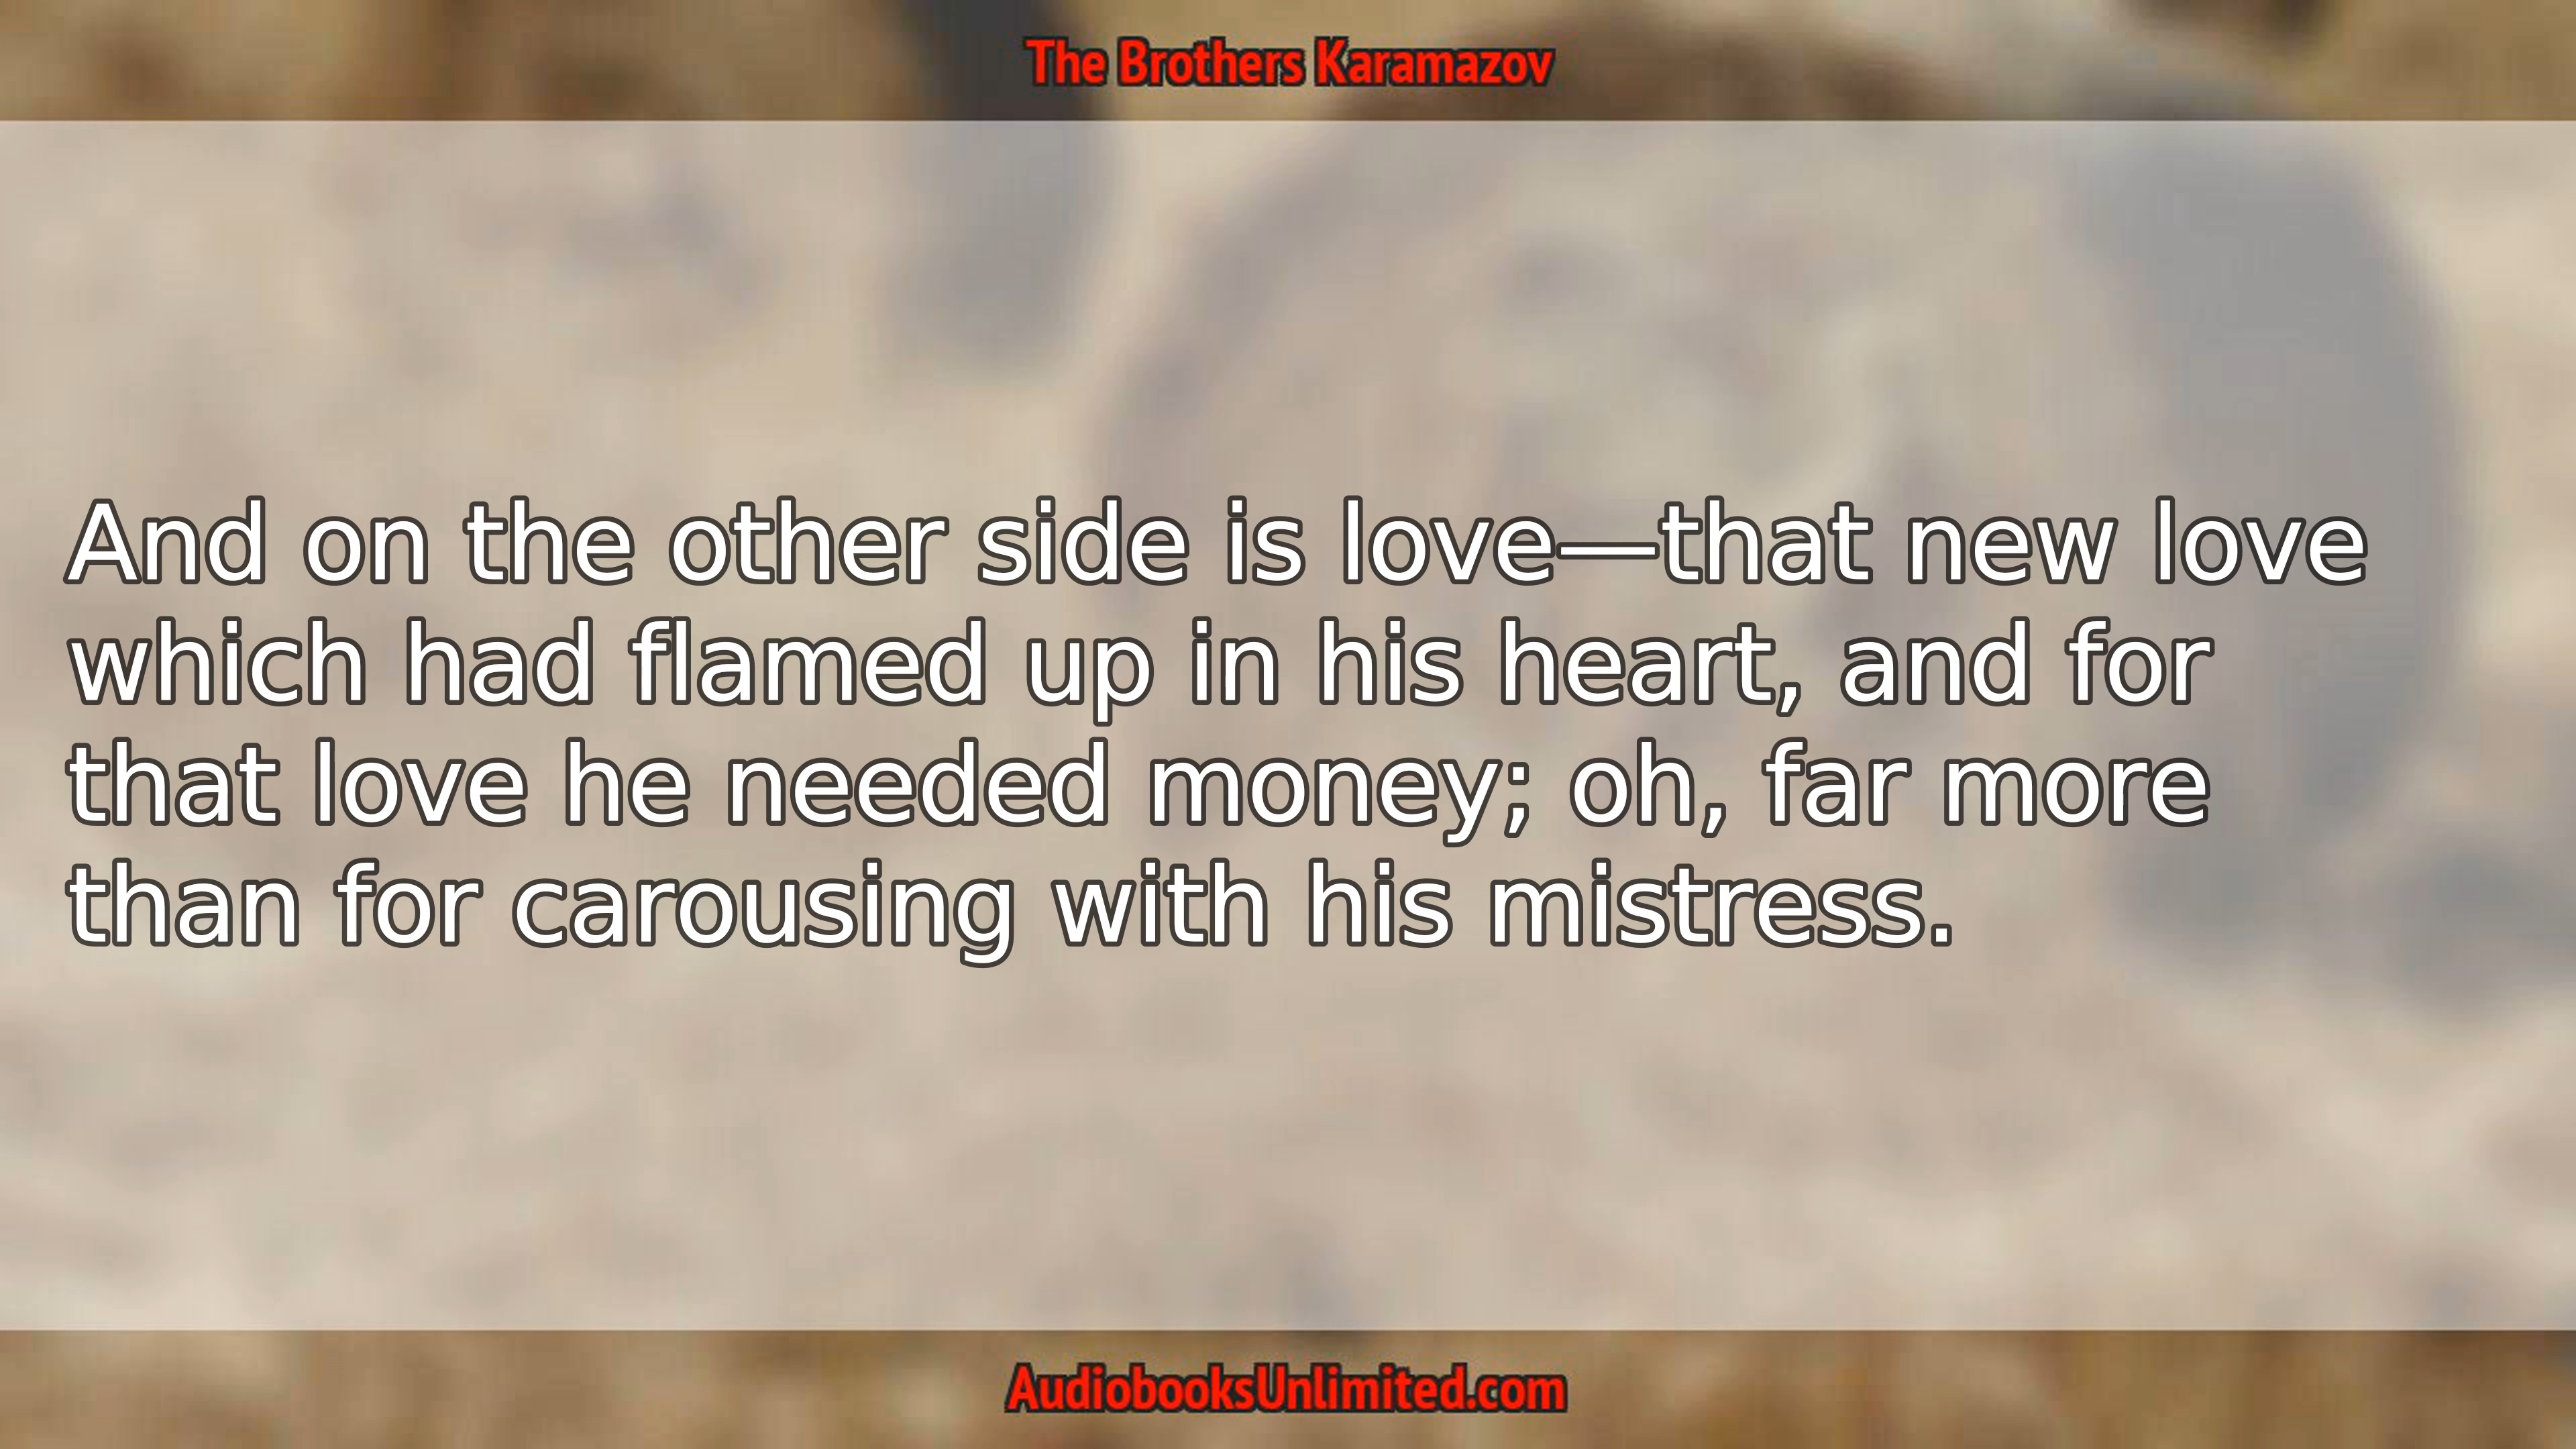 The Brothers Karamazov
And on the other side is love—that new love
which had flamed up in his heart, and for
that love he needed money; oh, far more
than for carousing with his mistress.
AudiobooksUnlimited.com